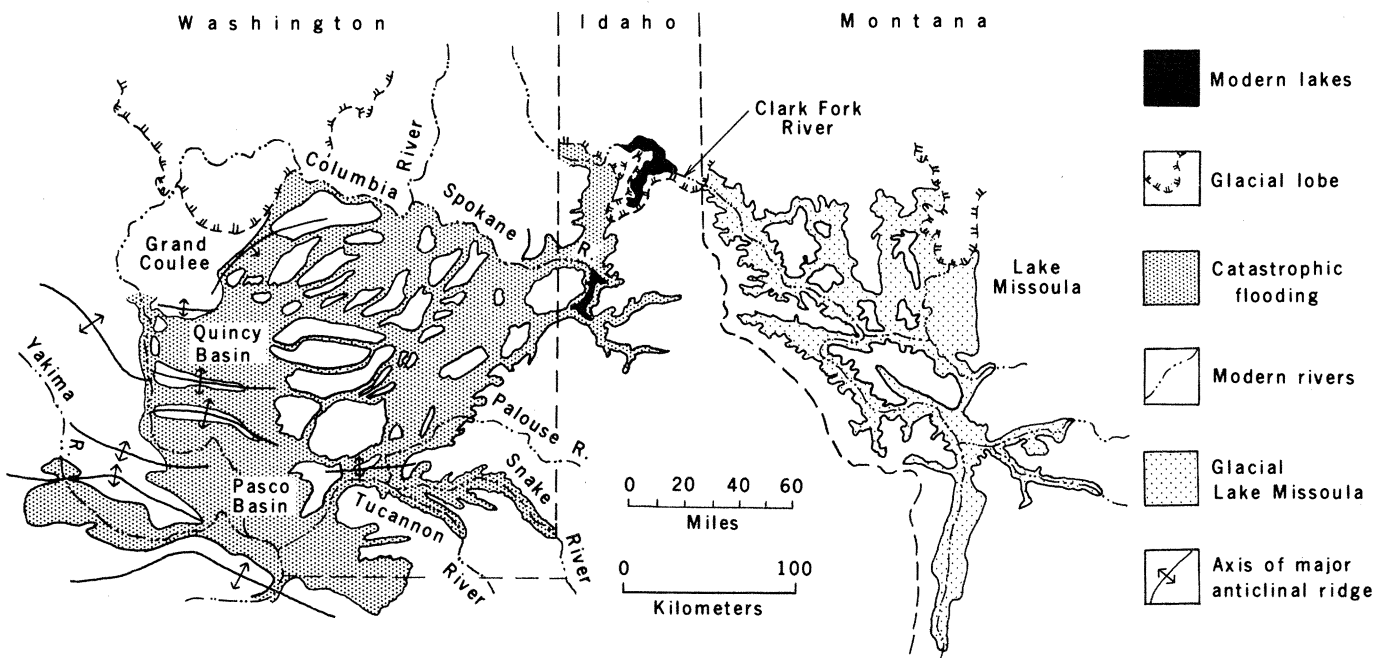 Washington
Idaho
Montana
Clark Fork
River
Columbia
River
Spokane
R.
Grand
Coulee
Lake
Missoula
Quincy
Basin
Yakima
R
Palouse R.
Snake
River
Pasco
Basin
Tucannon
River
0 20 40 60
Miles
0 100
Kilometers
Modern lakes
Glacial lobe
Catastrophic
flooding
Modern rivers
Glacial
Lake Missoula
Axis of major
anticlinal ridge